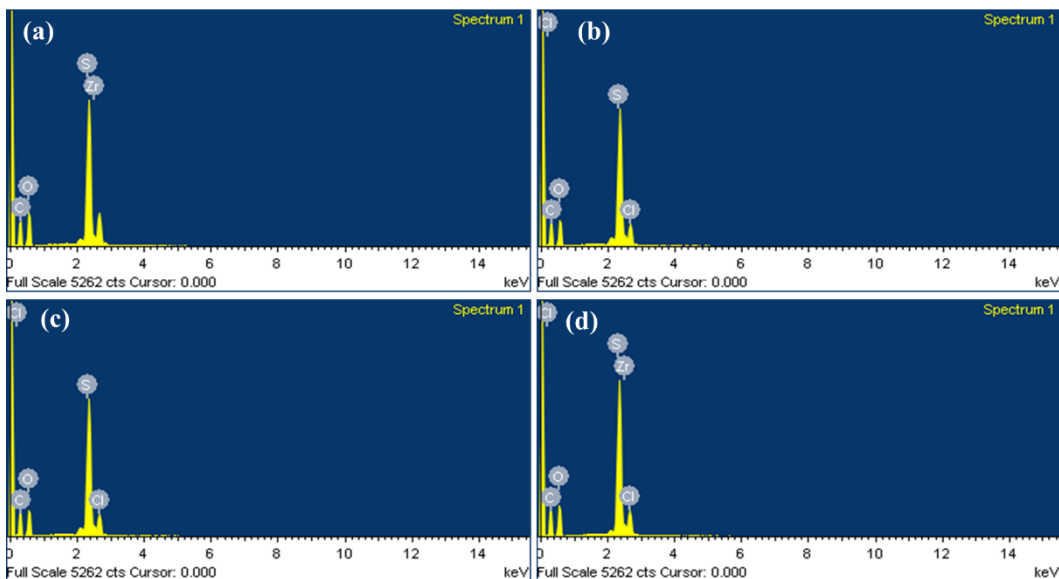 (a)
Spectrum 1
S
Zr
O
C
0 2 4 6 8 10 12 14
Full Scale 5262 cts Cursor: 0.000 keV
(b)
Spectrum 1
Cl
S
O
C
Cl
0 2 4 6 8 10 12 14
Full Scale 5262 cts Cursor: 0.000 keV
(c)
Spectrum 1
Cl
S
O
C
Cl
0 2 4 6 8 10 12 14
Full Scale 5262 cts Cursor: 0.000 keV
(d)
Spectrum 1
Cl
S
Zr
O
C
Cl
0 2 4 6 8 10 12 14
Full Scale 5262 cts Cursor: 0.000 keV